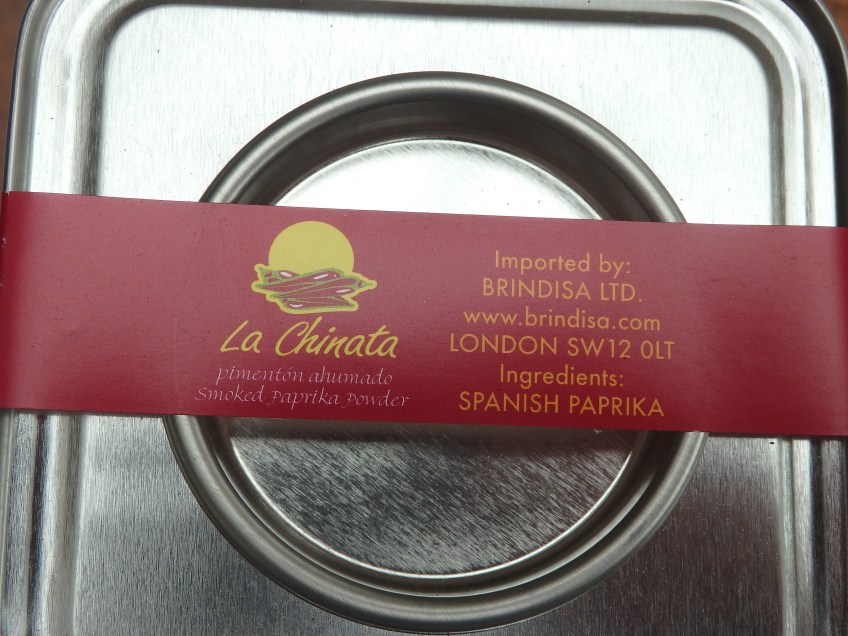 La Chinata
pimentón ahumado
Smoked Paprika Powder
Imported by:
BRINDISA LTD.
www.brindisa.com
LONDON SW12 0LT
Ingredients:
SPANISH PAPRIKA